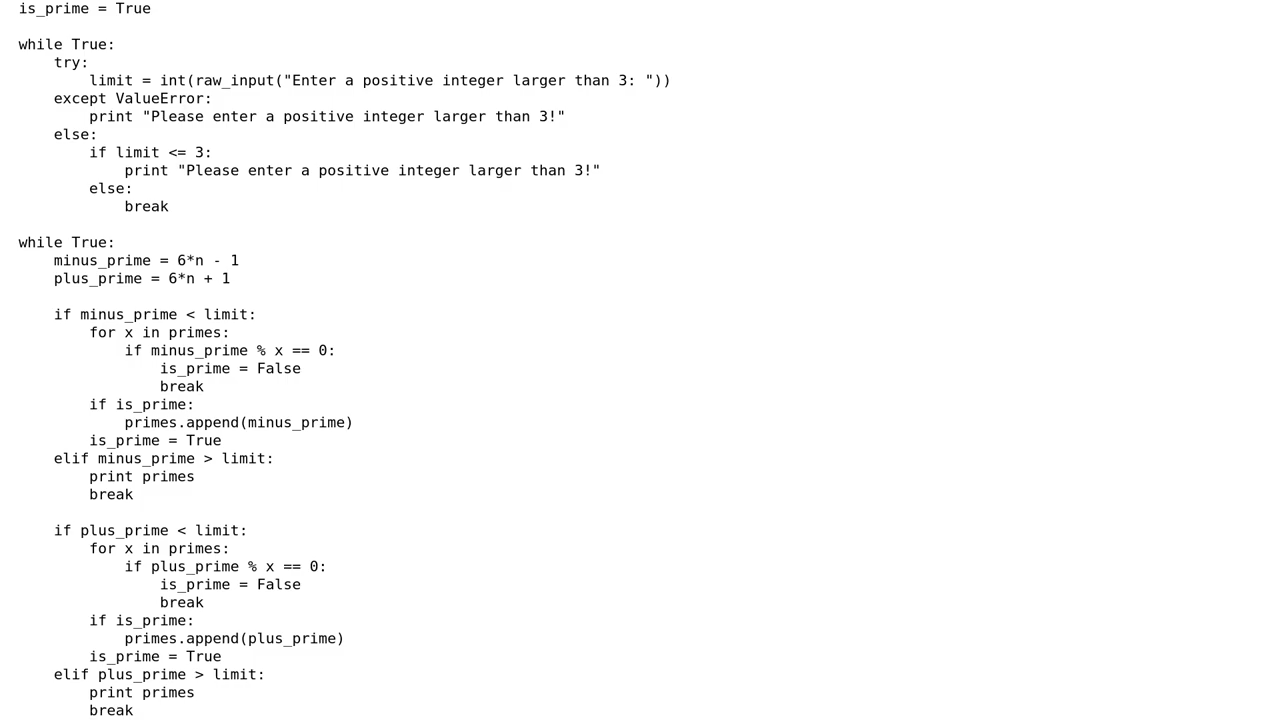 is_prime = True
while True:
    try:
        limit = int(raw_input("Enter a positive integer larger than 3: "))
    except ValueError:
        print "Please enter a positive integer larger than 3!"
    else:
        if limit <= 3:
            print "Please enter a positive integer larger than 3!"
        else:
            break
while True:
    minus_prime = 6*n - 1
    plus_prime = 6*n + 1
    if minus_prime < limit:
        for x in primes:
            if minus_prime % x == 0:
                is_prime = False
                break
        if is_prime:
            primes.append(minus_prime)
        is_prime = True
    elif minus_prime > limit:
        print primes
        break
    if plus_prime < limit:
        for x in primes:
            if plus_prime % x == 0:
                is_prime = False
                break
        if is_prime:
            primes.append(plus_prime)
        is_prime = True
    elif plus_prime > limit:
        print primes
        break